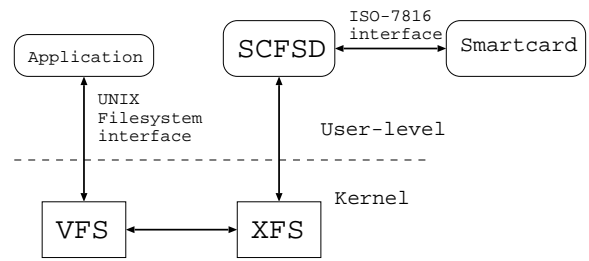 ISO-7816
interface
Application
SCFSD
Smartcard
UNIX
Filesystem
interface
User-level
Kernel
VFS
XFS